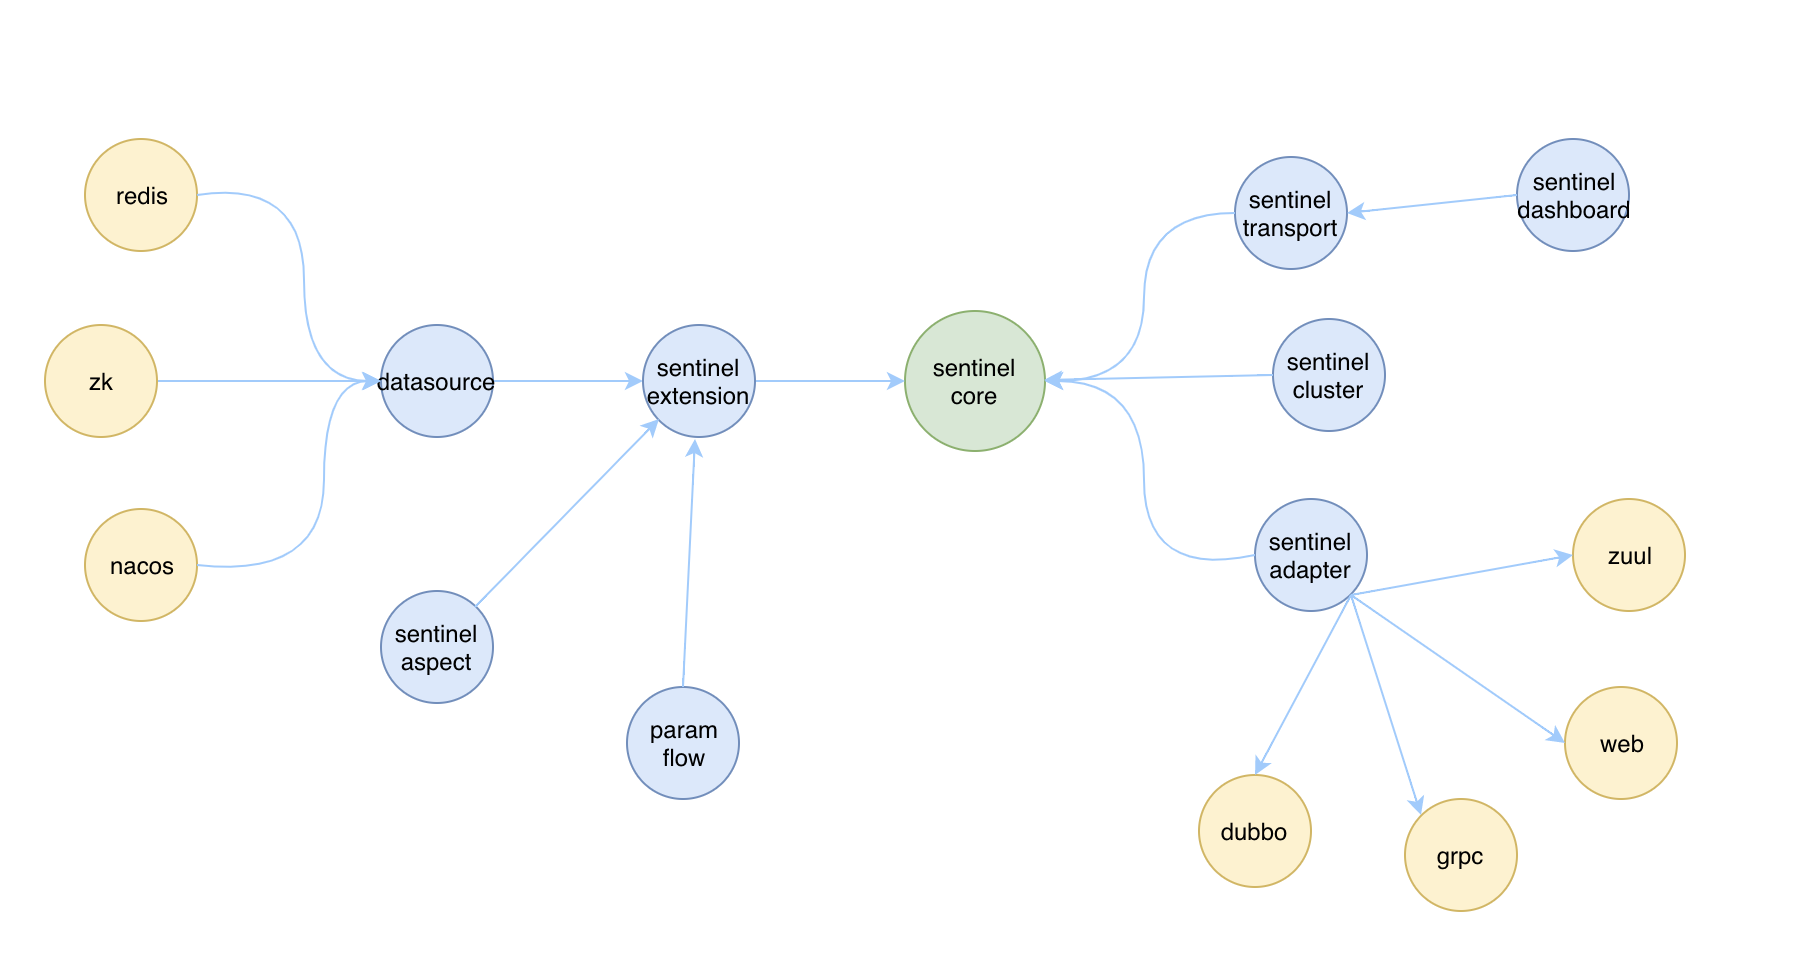 redis
zk
nacos
datasource
sentinel
extension
sentinel
aspect
param
flow
sentinel
core
sentinel
transport
sentinel
dashboard
sentinel
cluster
sentinel
adapter
zuul
web
dubbo
grpc